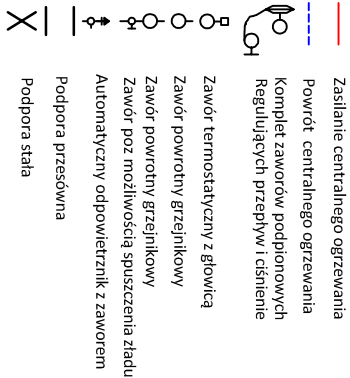 Zasilanie centralnego ogrzewania
Powrót centralnego ogrzewania
Komplet zaworów podpionowych
Regulujących przepływ i ciśnienie
Zawór termostatyczny z głowicą
Zawór powrotny grzejnikowy
Zawór powrotny grzejnikowy
Zawór poz możliwością spuszczenia zładu
Automatyczny odpowietrznik z zaworem
Podpora przesówna
Podpora stała